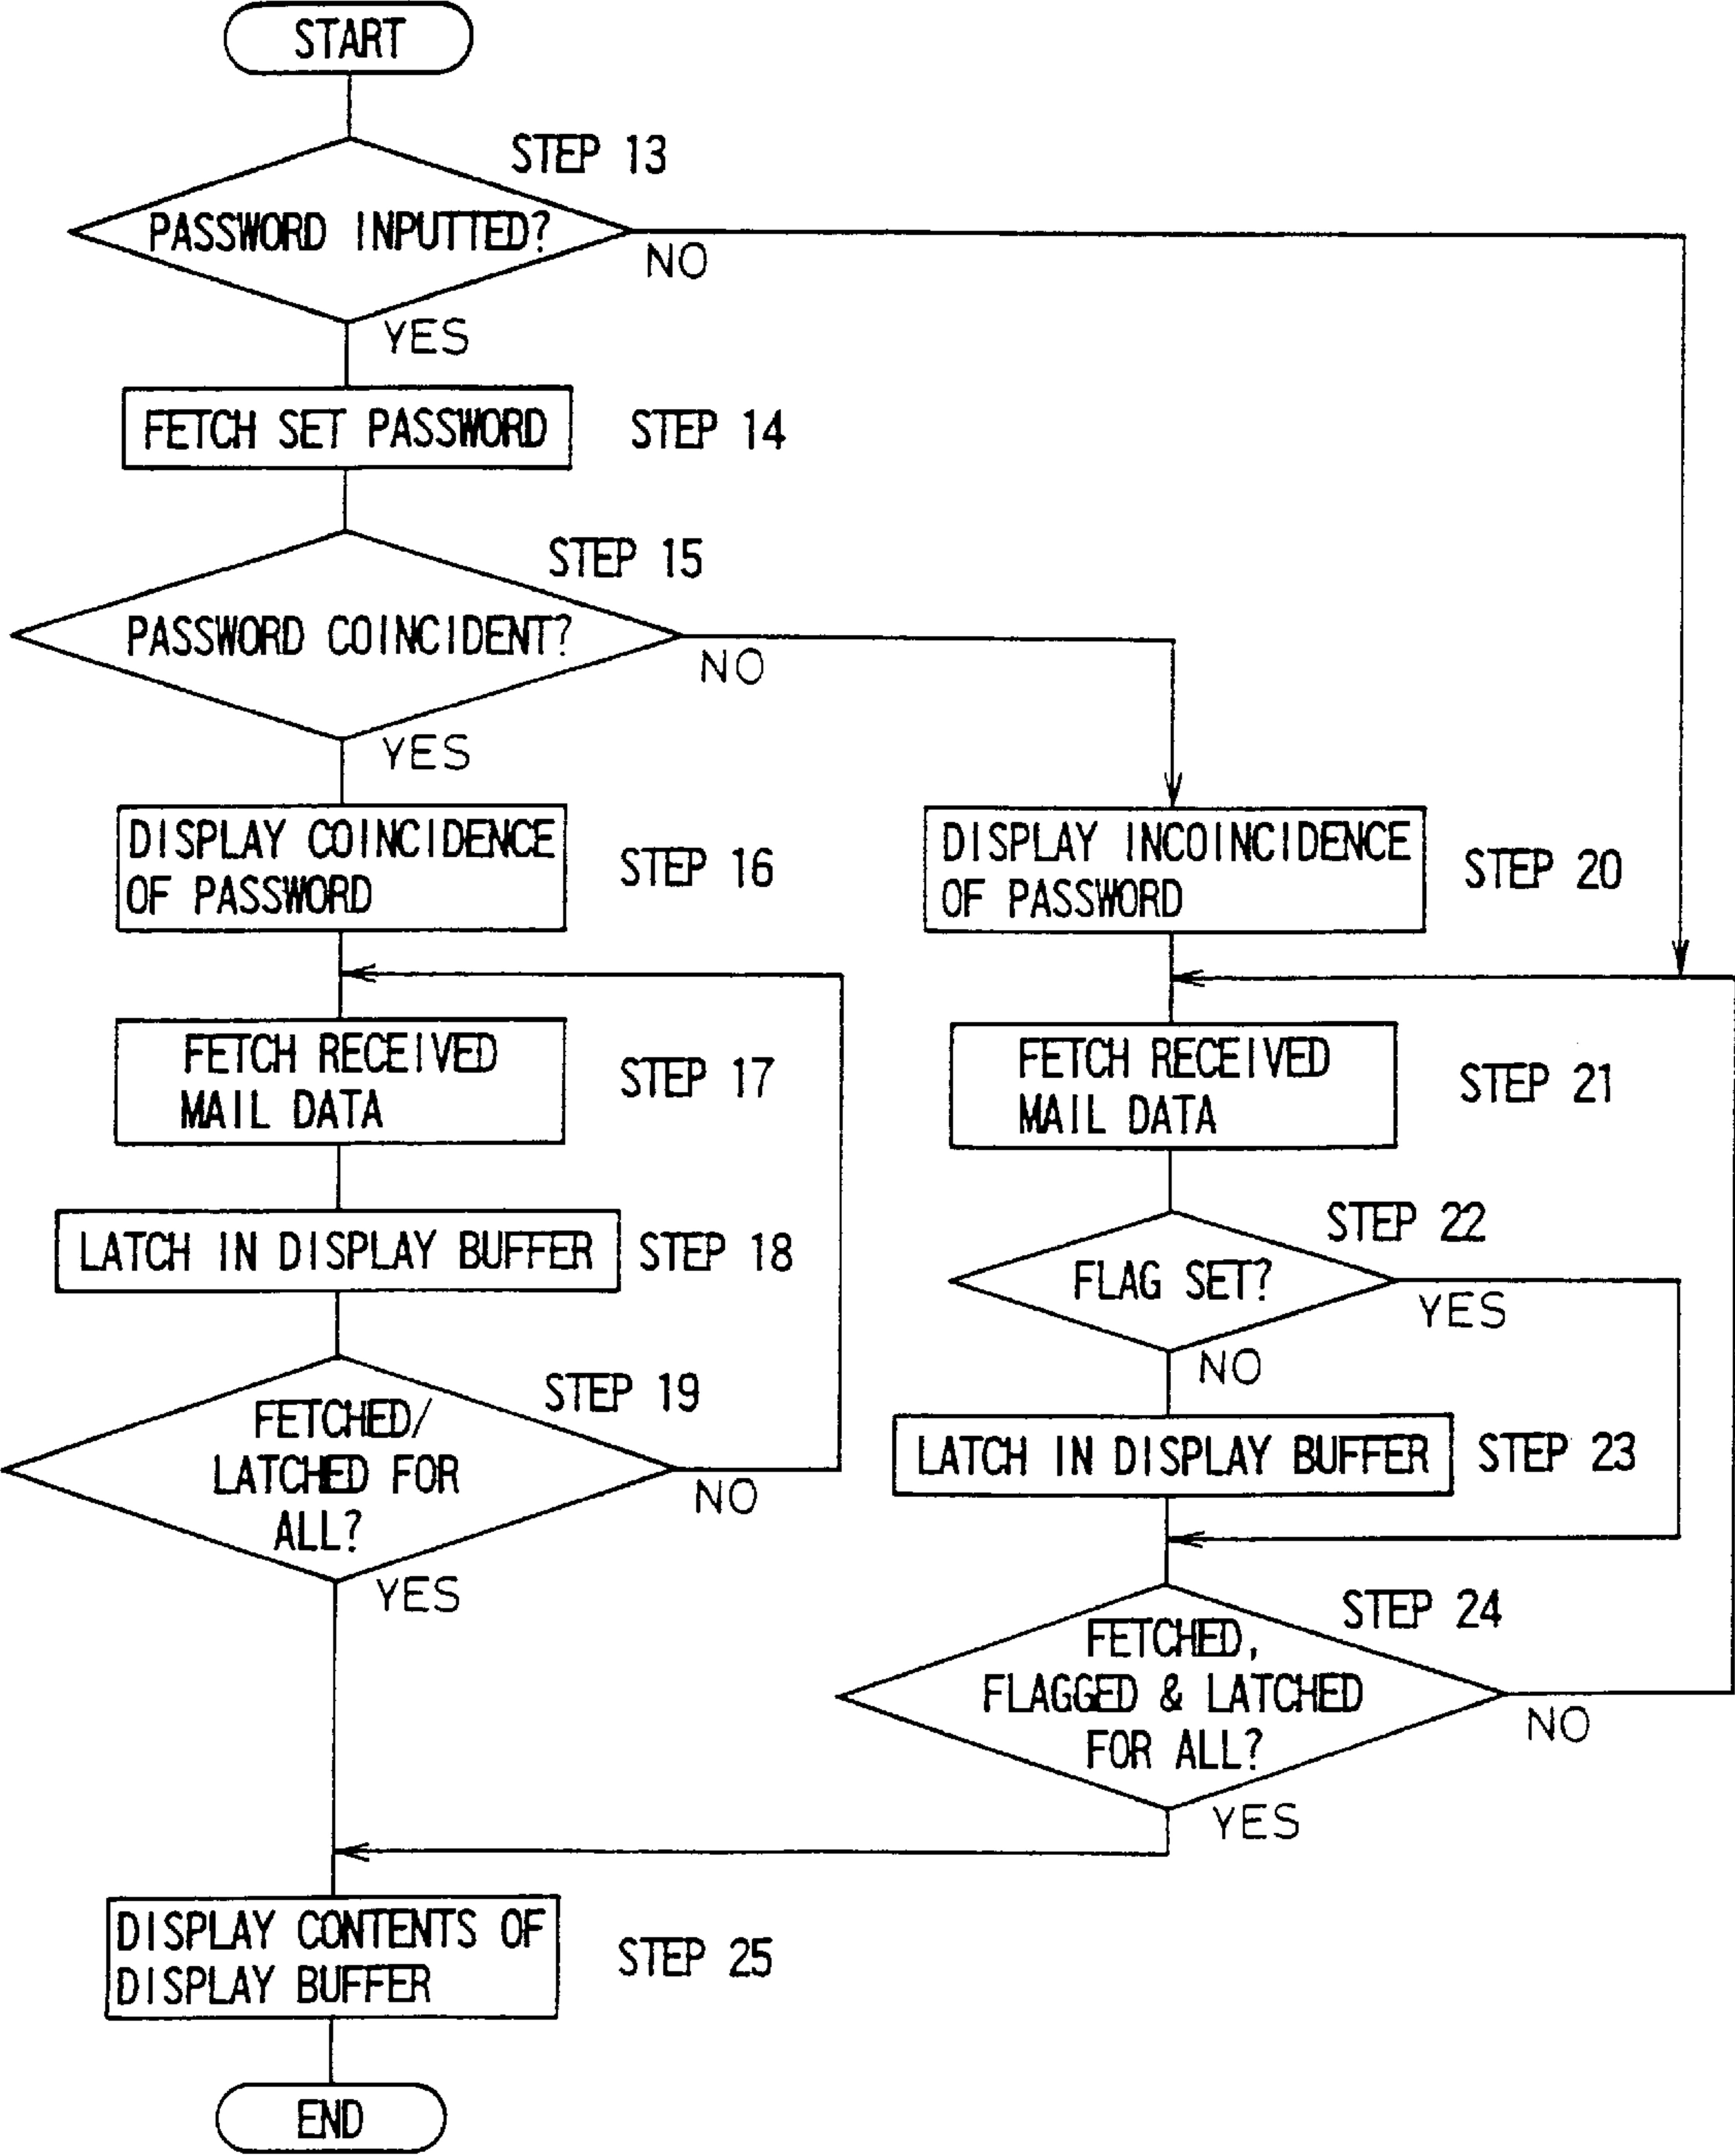 START
STEP 13
PASSWORD INPUTTED?
NO
YES
FETCH SET PASSWORD
STEP 14
STEP 15
PASSWORD COINCIDENT?
NO
YES
DISPLAY COINCIDENCE
OF PASSWORD
STEP 16
DISPLAY INCOINCIDENCE
OF PASSWORD
STEP 20
FETCH RECEIVED
MAIL DATA
STEP 17
FETCH RECEIVED
MAIL DATA
STEP 21
LATCH IN DISPLAY BUFFER
STEP 18
STEP 22
FLAG SET?
YES
NO
STEP 19
FETCHED/
LATCHED FOR
ALL?
NO
YES
LATCH IN DISPLAY BUFFER
STEP 23
STEP 24
FETCHED,
FLAGGED & LATCHED
FOR ALL?
NO
YES
DISPLAY CONTENTS OF
DISPLAY BUFFER
STEP 25
END